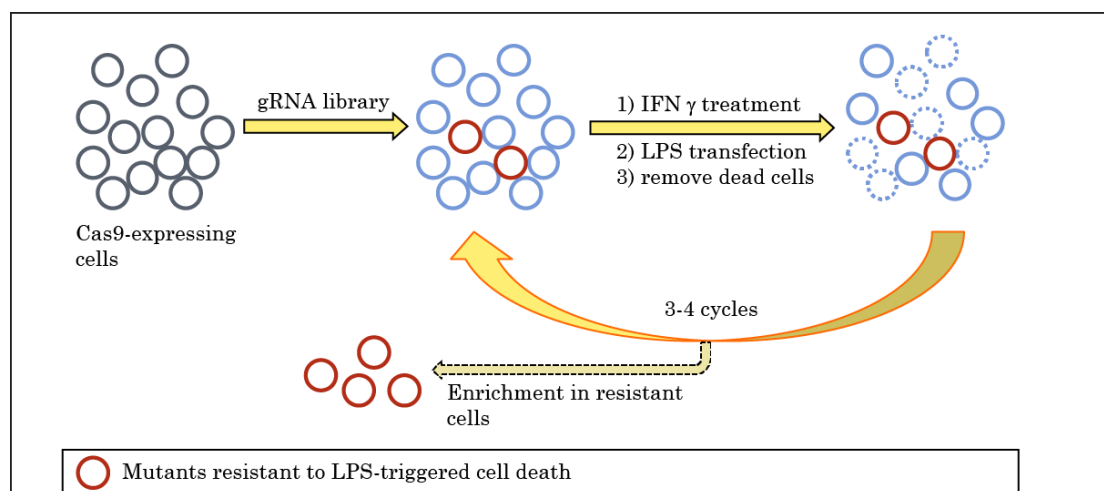 gRNA library
1) IFN γ treatment
2) LPS transfection
3) remove dead cells
Cas9-expressing
cells
3-4 cycles
Enrichment in resistant
cells
Mutants resistant to LPS-triggered cell death